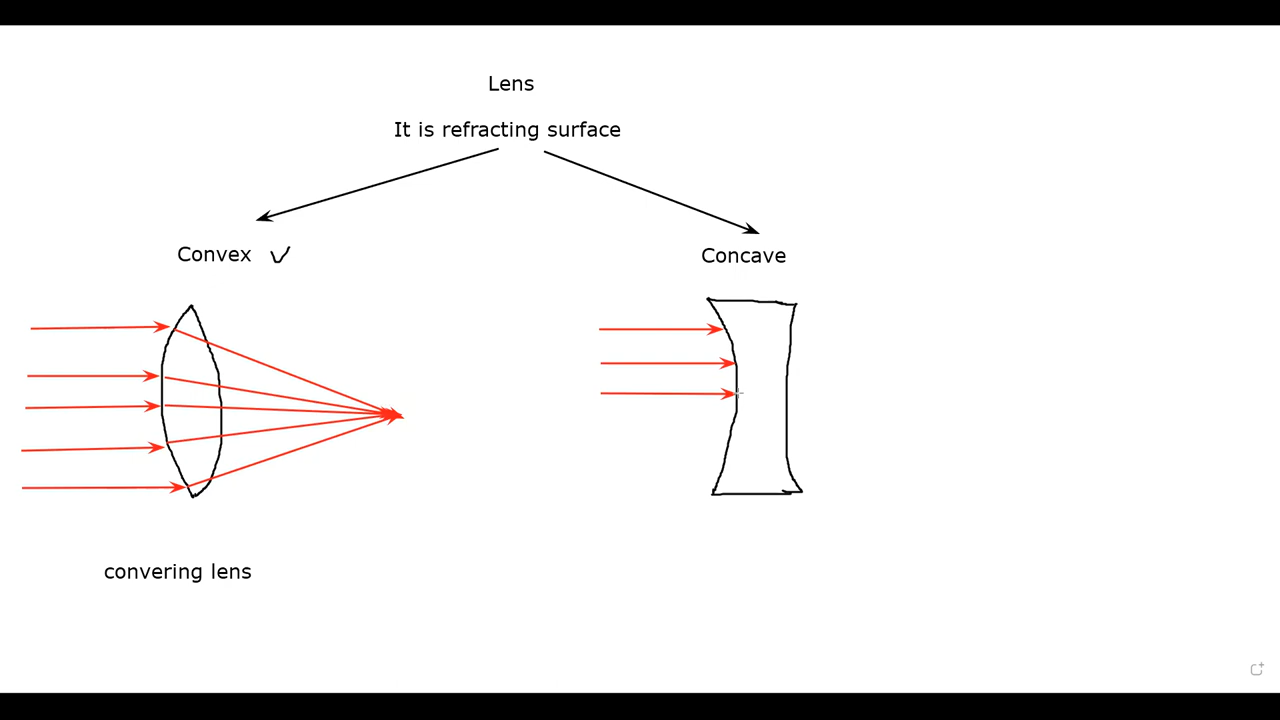 Lens
It is refracting surface
Convex
Concave
convering lens